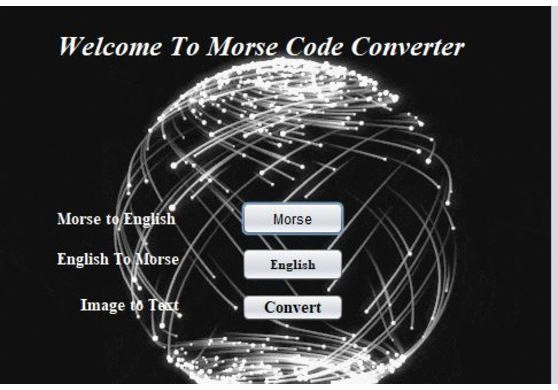 Welcome To Morse Code Converter
Morse to English Morse
English To Morse English
Image to Text Convert